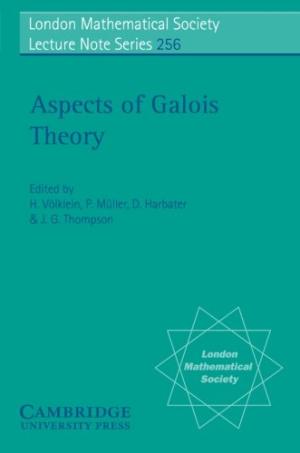 London Mathematical Society
Lecture Note Series 256
Aspects of Galois
Theory
Edited by
H. Völklein, P. Müller, D. Harbater
& J. G. Thompson
London
Mathematical
Society
CAMBRIDGE
UNIVERSITY PRESS